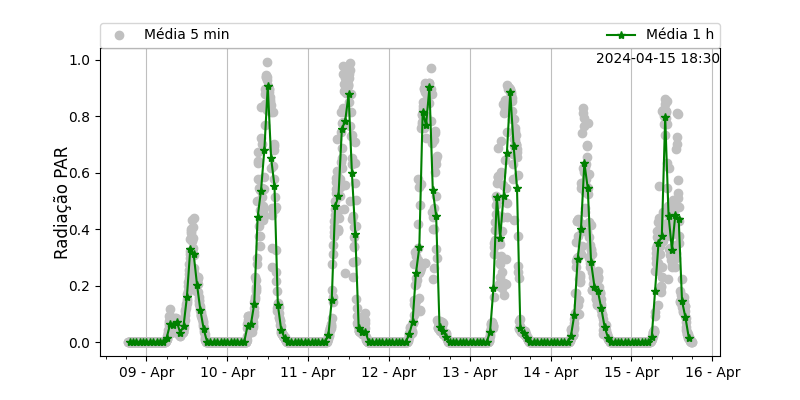 Média 5 min
Média 1 h
2024-04-15 18:30
Radiação PAR
1.0
0.8
0.6
0.4
0.2
0.0
09 - Apr
10 - Apr
11 - Apr
12 - Apr
13 - Apr
14 - Apr
15 - Apr
16 - Apr